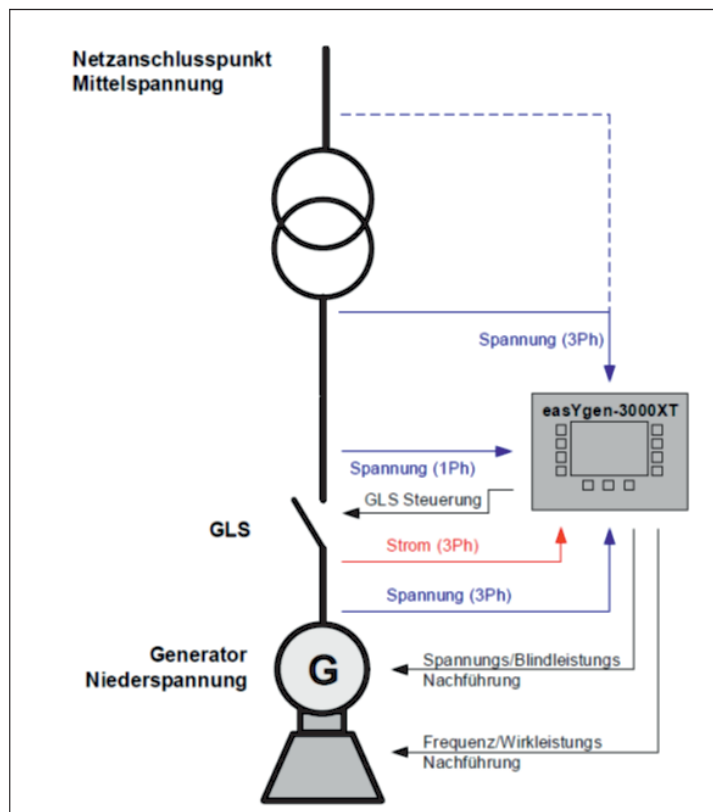 Netzanschlusspunkt
Mittelspannung
Spannung (3Ph)
easYgen-3000XT
Spannung (1Ph)
GLS Steuerung
GLS
Strom (3Ph)
Spannung (3Ph)
Generator
Niederspannung
G
Spannungs/Blindleistungs
Nachführung
Frequenz/Wirkleistungs
Nachführung